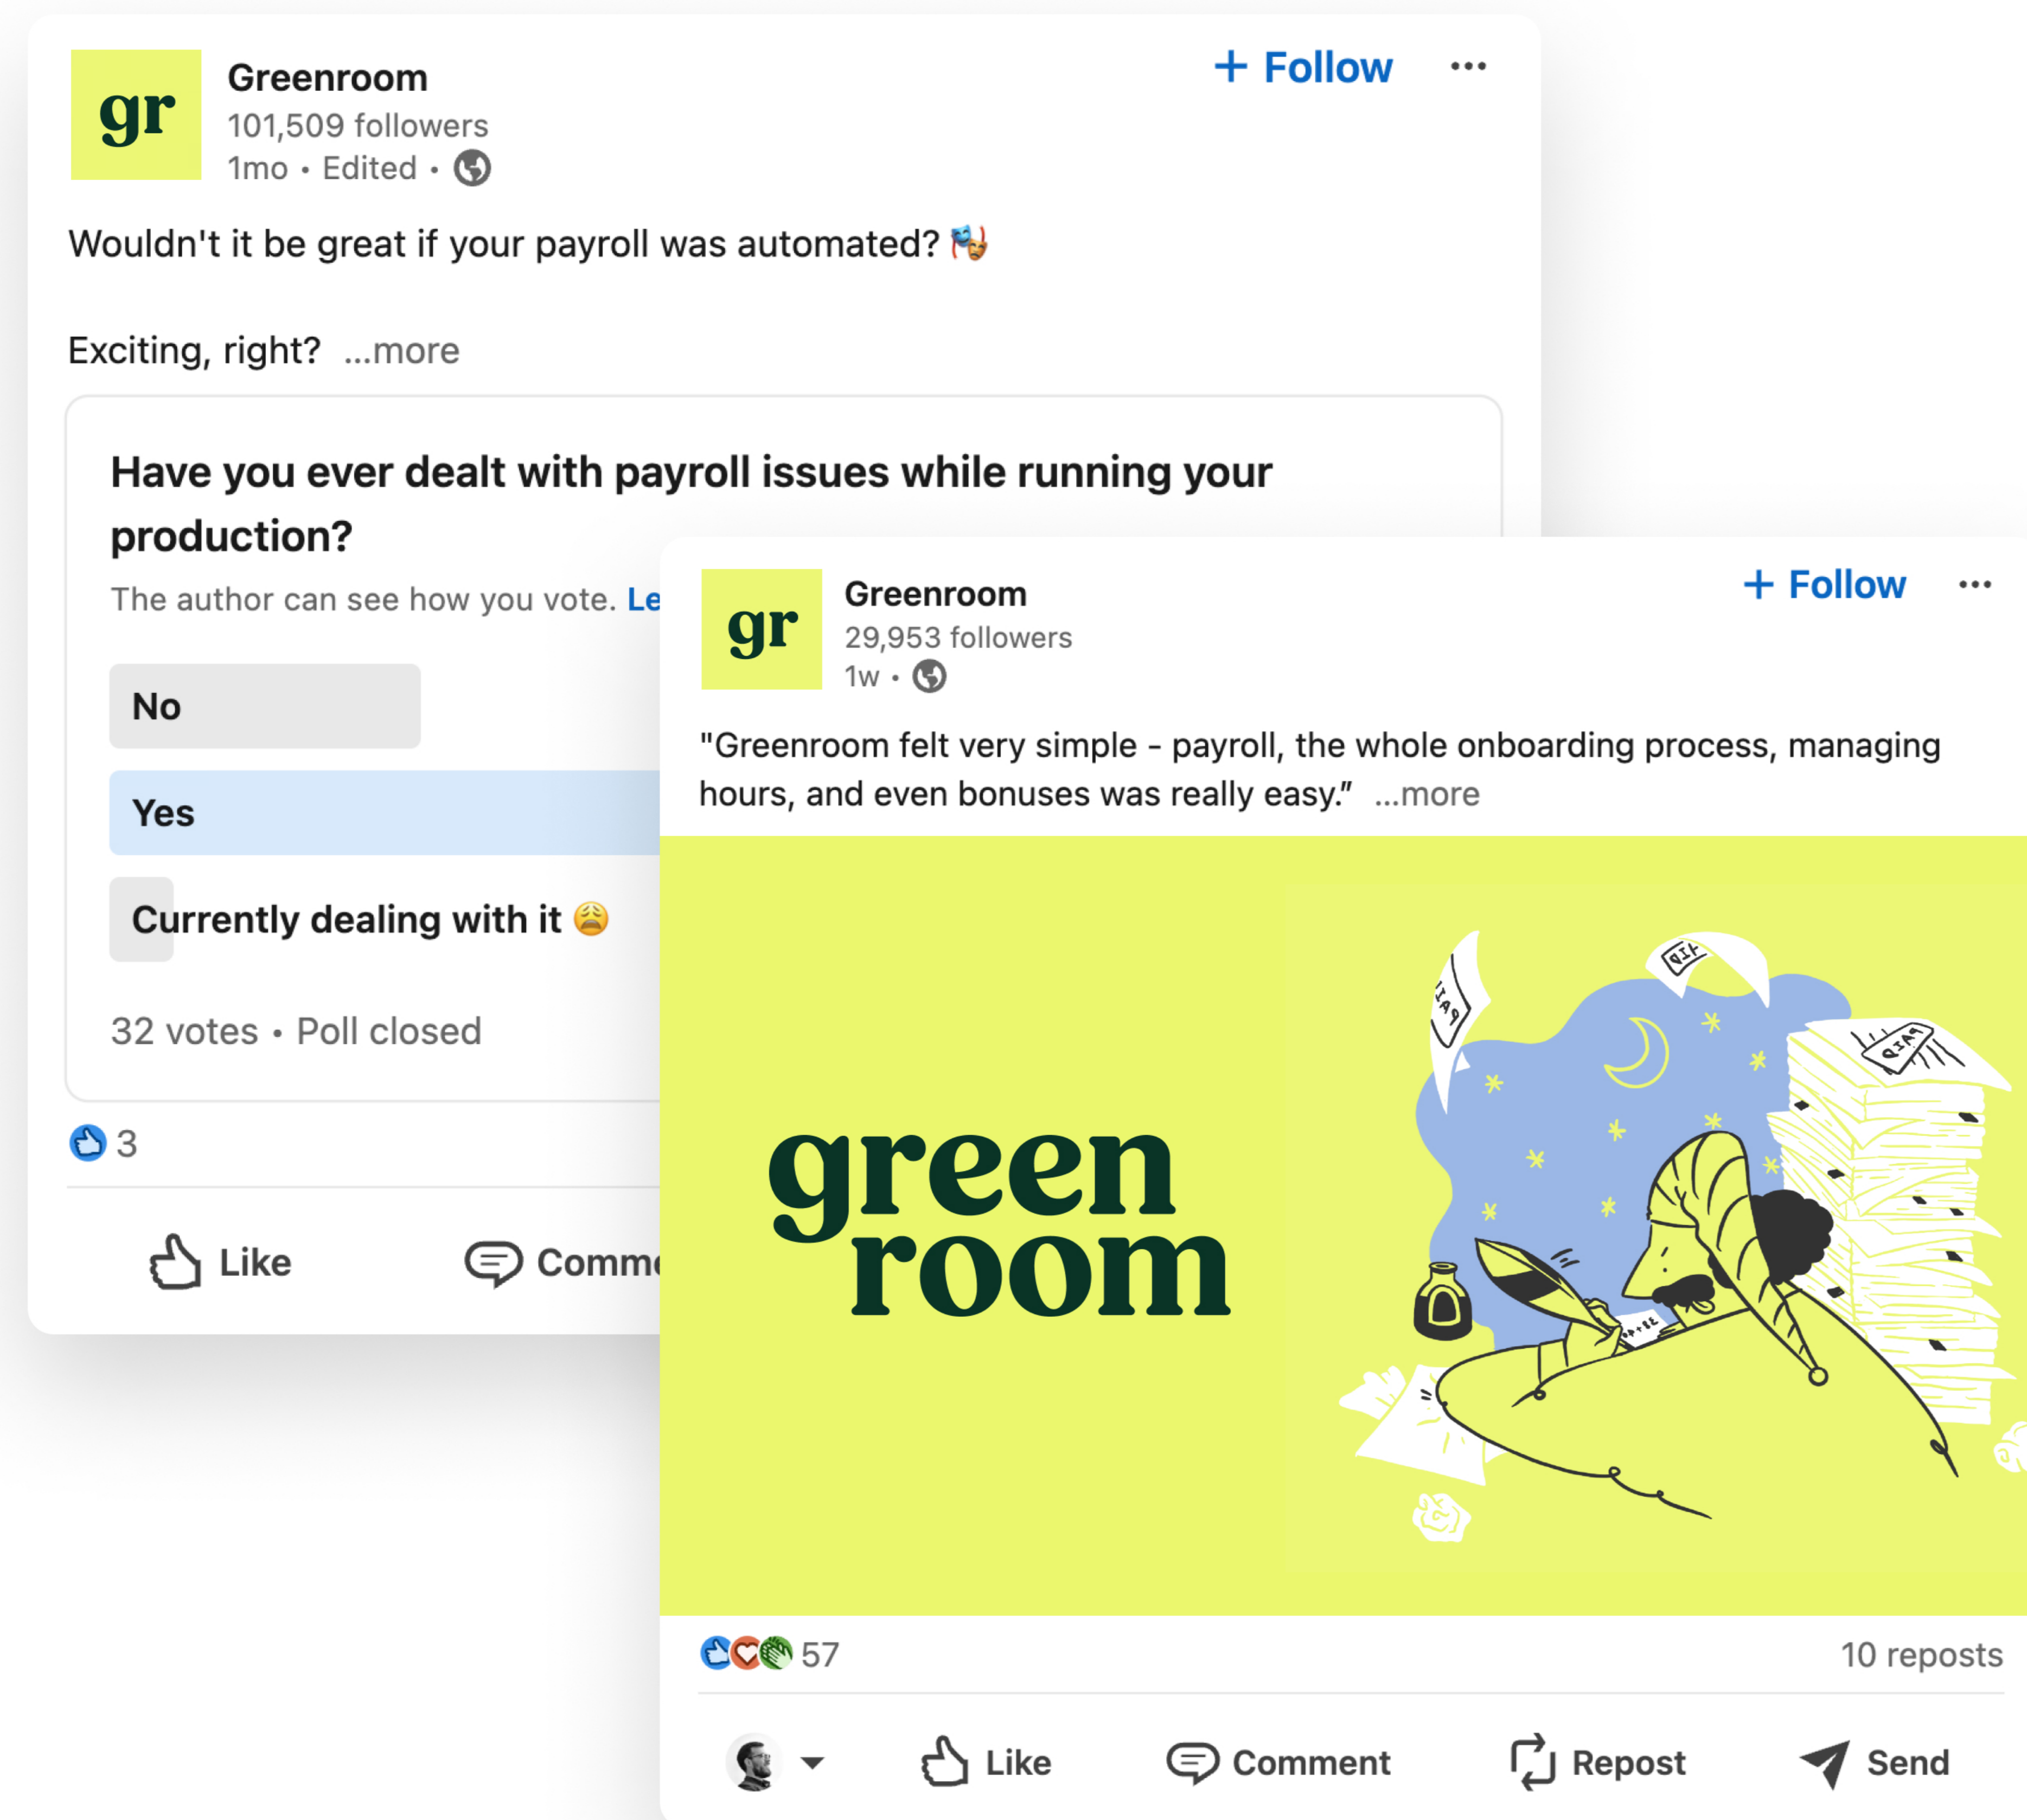 gr
Greenroom
101,509 followers
1mo • Edited •
+ Follow
Wouldn't it be great if your payroll was automated? 🎭
Exciting, right? ...more
Have you ever dealt with payroll issues while running your
production?
The author can see how you vote. Le
No
Yes
Currently dealing with it 😩
32 votes • Poll closed
3
Like
Comme
gr
Greenroom
29,953 followers
1w •
+ Follow
"Greenroom felt very simple - payroll, the whole onboarding process, managing
hours, and even bonuses was really easy.” ...more
green
room
PAID
PAID
57
10 reposts
Like
Comment
Repost
Send